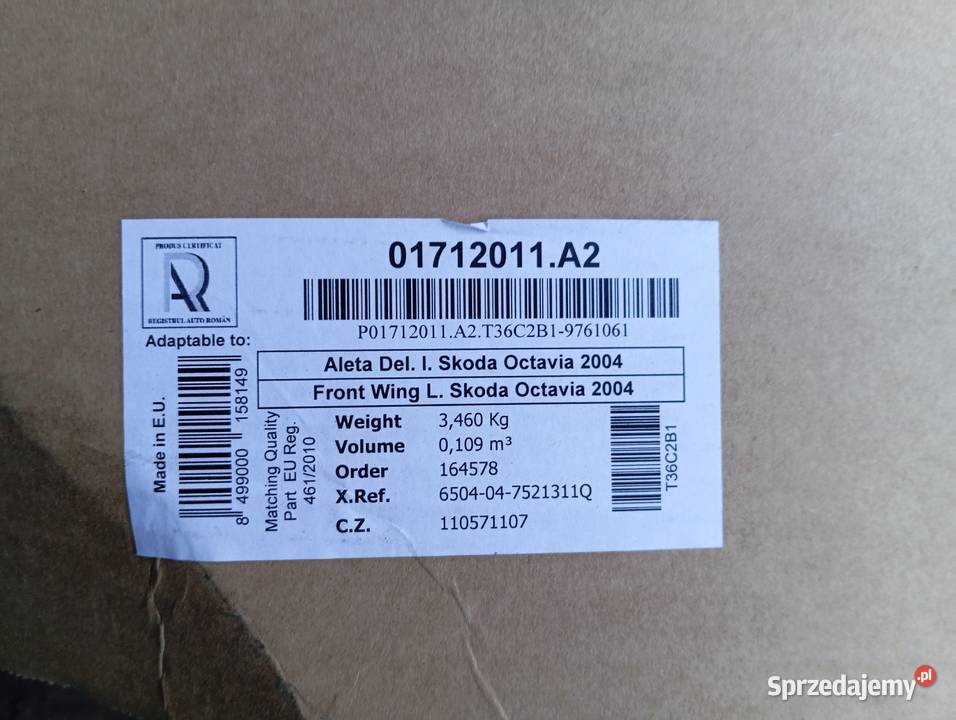 PRODUS CERTIFICAT
AR
REGISTRUL AUTO ROMÂN
Adaptable to:
01712011.A2
P01712011.A2.T36C2B1-9761061
Aleta Del. I. Skoda Octavia 2004
Front Wing L. Skoda Octavia 2004
Made in E.U.
8 499000 158149
Matching Quality
Part EU Reg.
461/2010
Weight 3,460 Kg
Volume 0,109 m³
Order 164578
X.Ref. 6504-04-7521311Q
C.Z. 110571107
T36C2B1
Sprzedajemy.pl